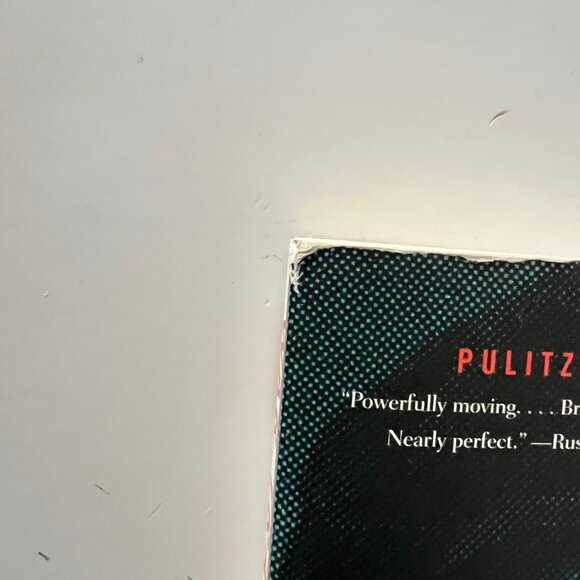 PULITZ
“Powerfully moving. . . . Br
Nearly perfect.” —Rus